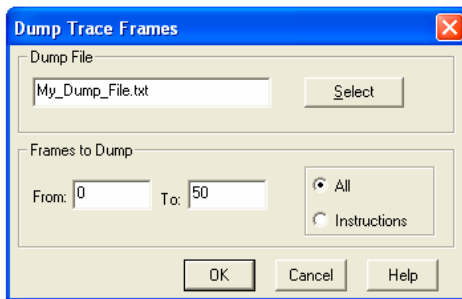 Dump Trace Frames
Dump File
My_Dump_File.txt
Select
Frames to Dump
From: 0 To: 50
All
Instructions
OK Cancel Help